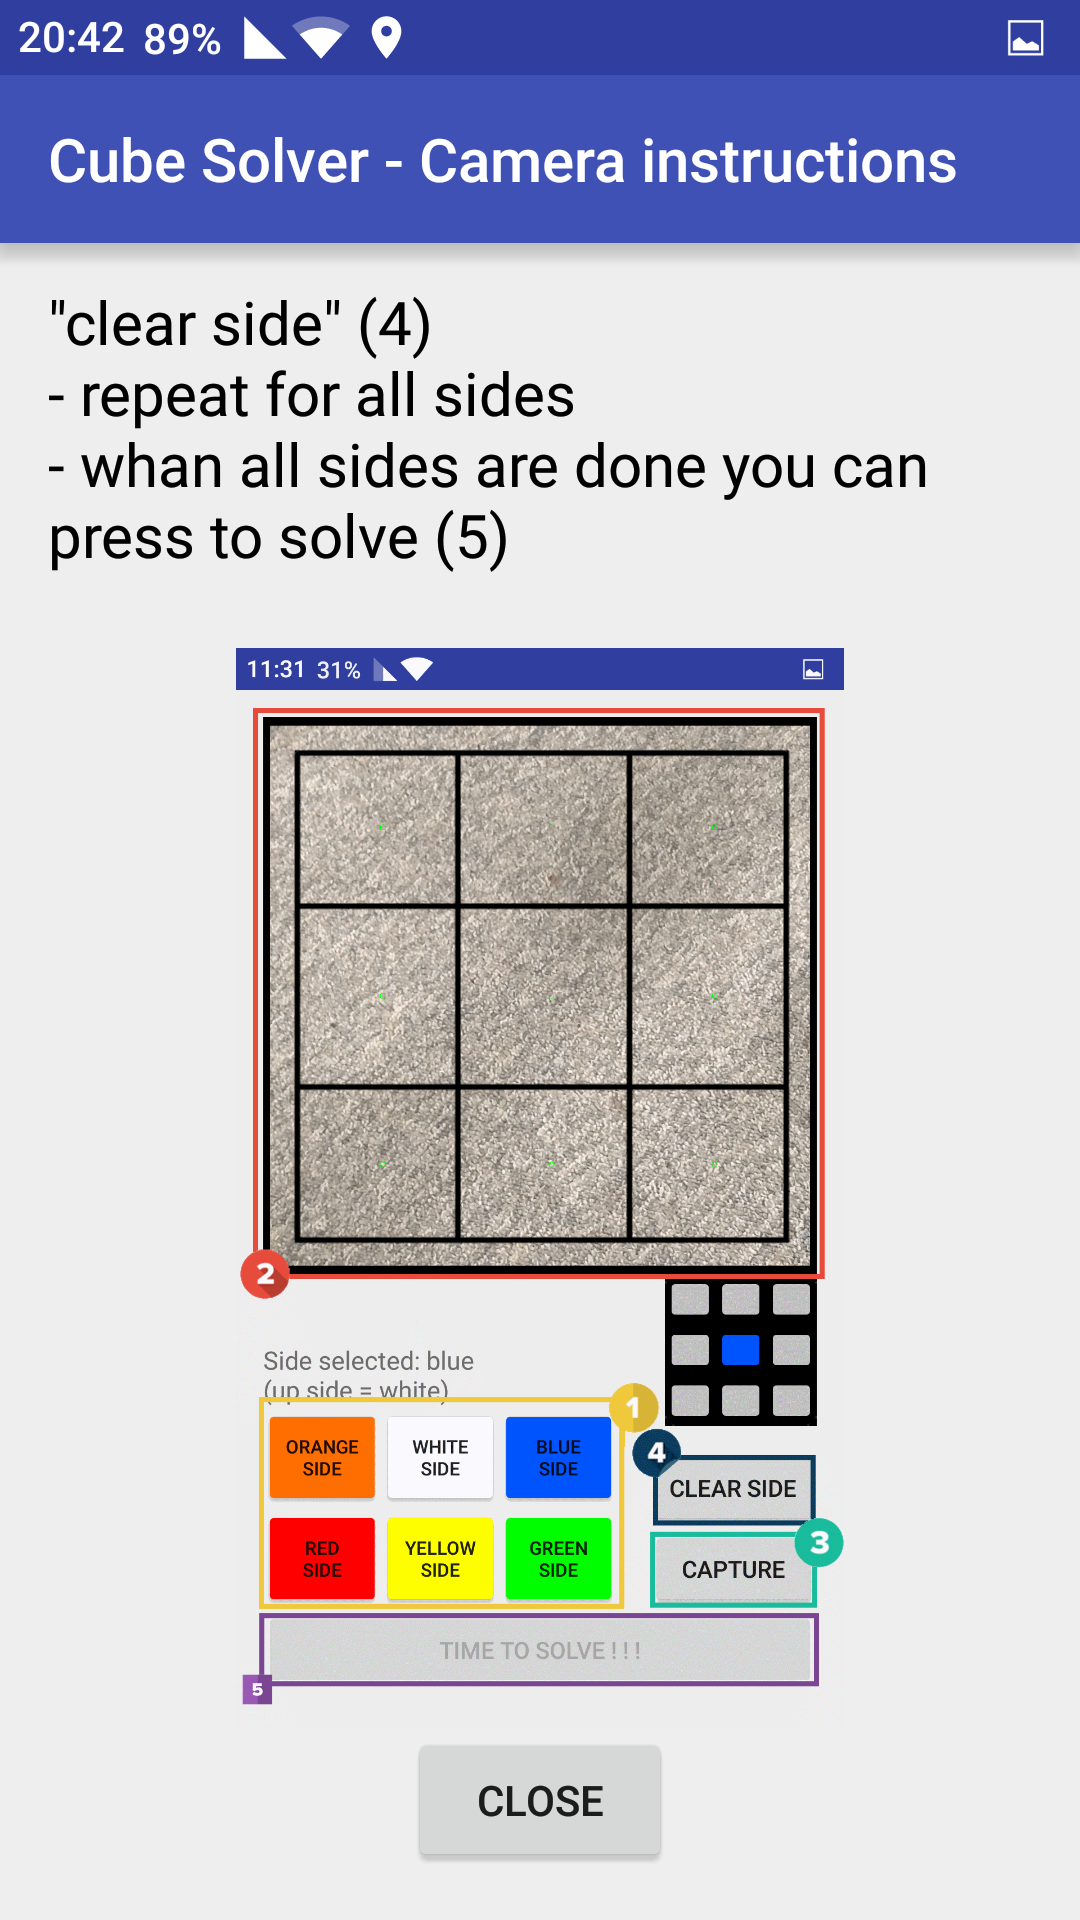 20:42 89%
Cube Solver - Camera instructions
"clear side" (4)
- repeat for all sides
- whan all sides are done you can
press to solve (5)
11:31 31%
2
Side selected: blue
(up side = white)
1
ORANGE SIDE
WHITE SIDE
BLUE SIDE
4
CLEAR SIDE
RED SIDE
YELLOW SIDE
GREEN SIDE
3
CAPTURE
TIME TO SOLVE ! ! !
5
CLOSE